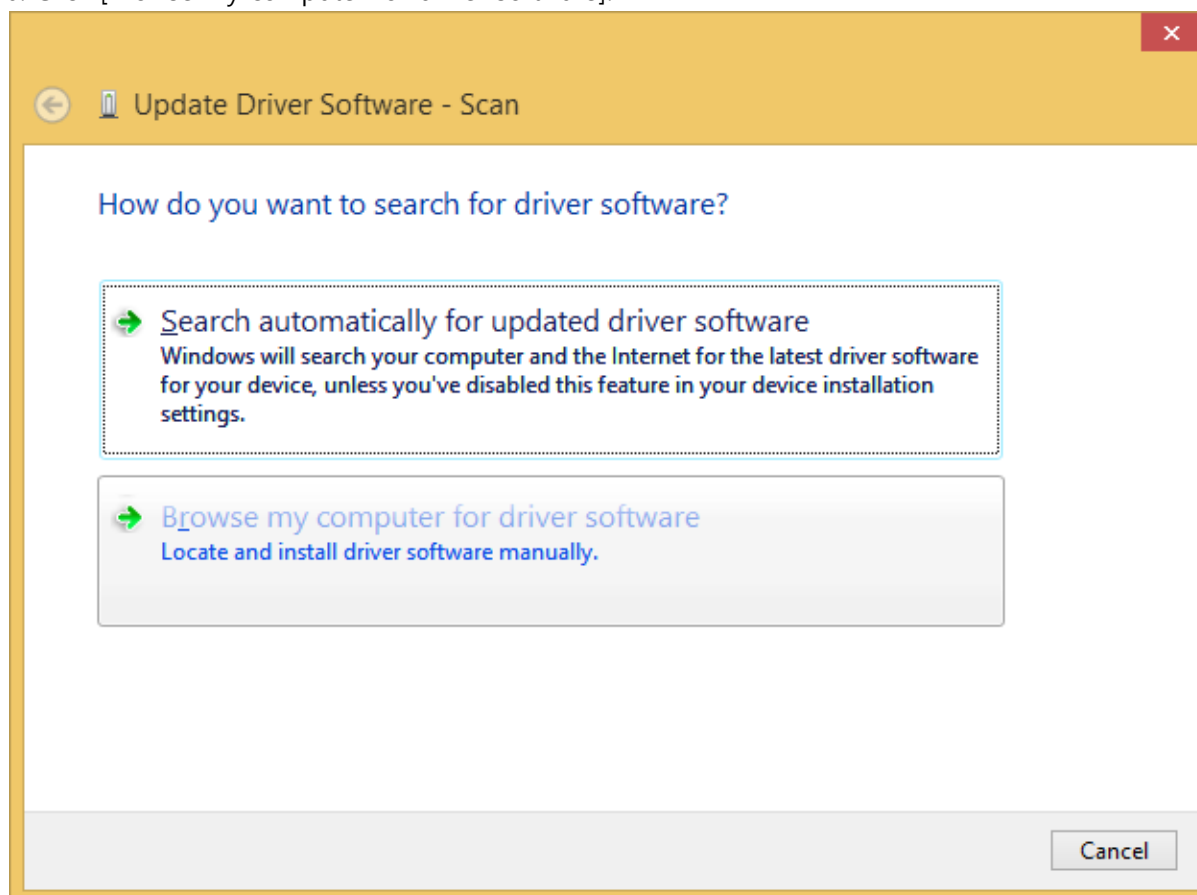 Update Driver Software - Scan
How do you want to search for driver software?
Search automatically for updated driver software
Windows will search your computer and the Internet for the latest driver software
for your device, unless you've disabled this feature in your device installation
settings.
Browse my computer for driver software
Locate and install driver software manually.
Cancel